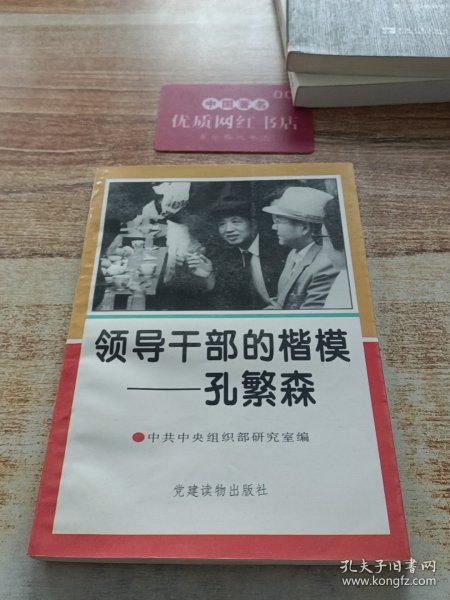 中国著名
优质网红书店
领导干部的楷模
——孔繁森
●中共中央组织部研究室编
党建读物出版社
孔夫子旧书网
www.kongfz.com